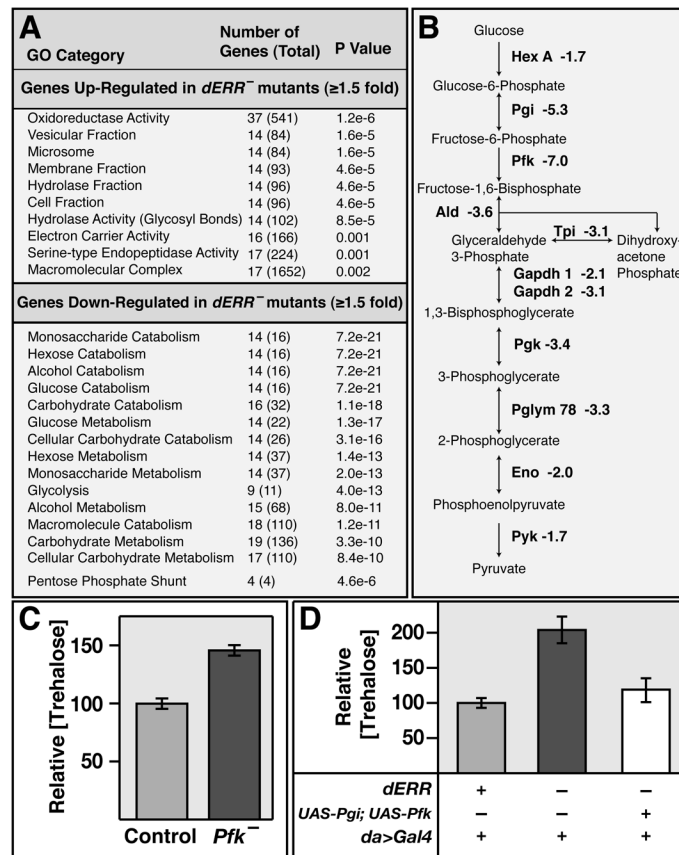 A
GO Category Number of Genes (Total) P Value
Genes Up-Regulated in dERR⁻ mutants (≥1.5 fold)
Oxidoreductase Activity 37 (541) 1.2e-6
Vesicular Fraction 14 (84) 1.6e-5
Microsome 14 (84) 1.6e-5
Membrane Fraction 14 (93) 4.6e-5
Hydrolase Fraction 14 (96) 4.6e-5
Cell Fraction 14 (96) 4.6e-5
Hydrolase Activity (Glycosyl Bonds) 14 (102) 8.5e-5
Electron Carrier Activity 16 (166) 0.001
Serine-type Endopeptidase Activity 17 (224) 0.001
Macromolecular Complex 17 (1652) 0.002
Genes Down-Regulated in dERR⁻ mutants (≥1.5 fold)
Monosaccharide Catabolism 14 (16) 7.2e-21
Hexose Catabolism 14 (16) 7.2e-21
Alcohol Catabolism 14 (16) 7.2e-21
Glucose Catabolism 14 (16) 7.2e-21
Carbohydrate Catabolism 16 (32) 1.1e-18
Glucose Metabolism 14 (22) 1.3e-17
Cellular Carbohydrate Catabolism 14 (26) 3.1e-16
Hexose Metabolism 14 (37) 1.4e-13
Monosaccharide Metabolism 14 (37) 2.0e-13
Glycolysis 9 (11) 4.0e-13
Alcohol Metabolism 15 (68) 8.0e-11
Macromolecule Catabolism 18 (110) 1.2e-11
Carbohydrate Metabolism 19 (136) 3.3e-10
Cellular Carbohydrate Metabolism 17 (110) 8.4e-10
Pentose Phosphate Shunt 4 (4) 4.6e-6
B
Glucose
Hex A -1.7
Glucose-6-Phosphate
Pgi -5.3
Fructose-6-Phosphate
Pfk -7.0
Fructose-1,6-Bisphosphate
Ald -3.6
Tpi -3.1
Glyceraldehyde 3-Phosphate
Dihydroxy-
acetone
Phosphate
Gapdh 1 -2.1
Gapdh 2 -3.1
1,3-Bisphosphoglycerate
Pgk -3.4
3-Phosphoglycerate
Pglym 78 -3.3
2-Phosphoglycerate
Eno -2.0
Phosphoenolpyruvate
Pyk -1.7
Pyruvate
C
Relative [Trehalose]
150
100
50
Control Pfk⁻
D
Relative
[Trehalose]
200
150
100
50
dERR + – –
UAS-Pgi; UAS-Pfk – – +
da>Gal4 + + +